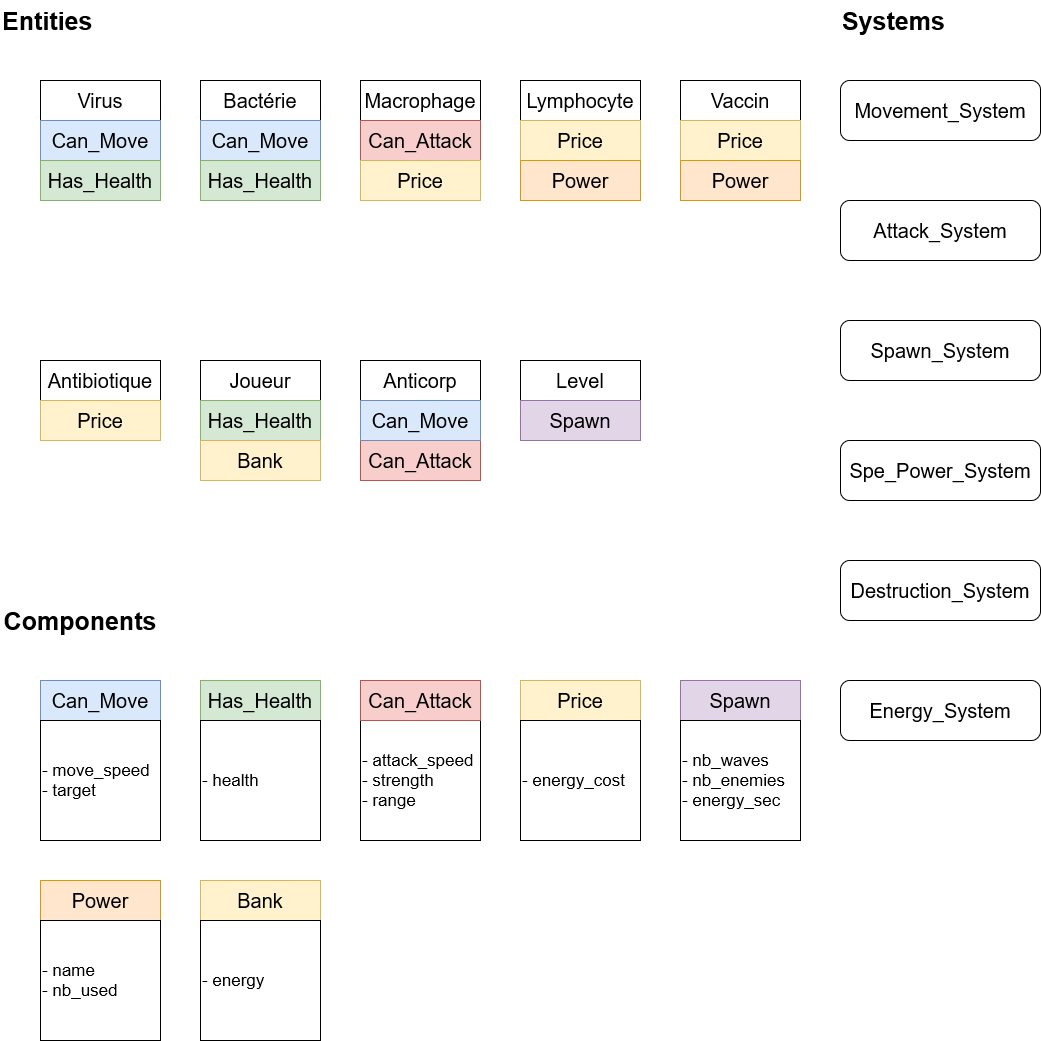 Entities
Virus
Can_Move
Has_Health
Bactérie
Can_Move
Has_Health
Macrophage
Can_Attack
Price
Lymphocyte
Price
Power
Vaccin
Price
Power
Antibiotique
Price
Joueur
Has_Health
Bank
Anticorp
Can_Move
Can_Attack
Level
Spawn
Components
Can_Move
- move_speed
- target
Has_Health
- health
Can_Attack
- attack_speed
- strength
- range
Price
- energy_cost
Spawn
- nb_waves
- nb_enemies
- energy_sec
Power
- name
- nb_used
Bank
- energy
Systems
Movement_System
Attack_System
Spawn_System
Spe_Power_System
Destruction_System
Energy_System